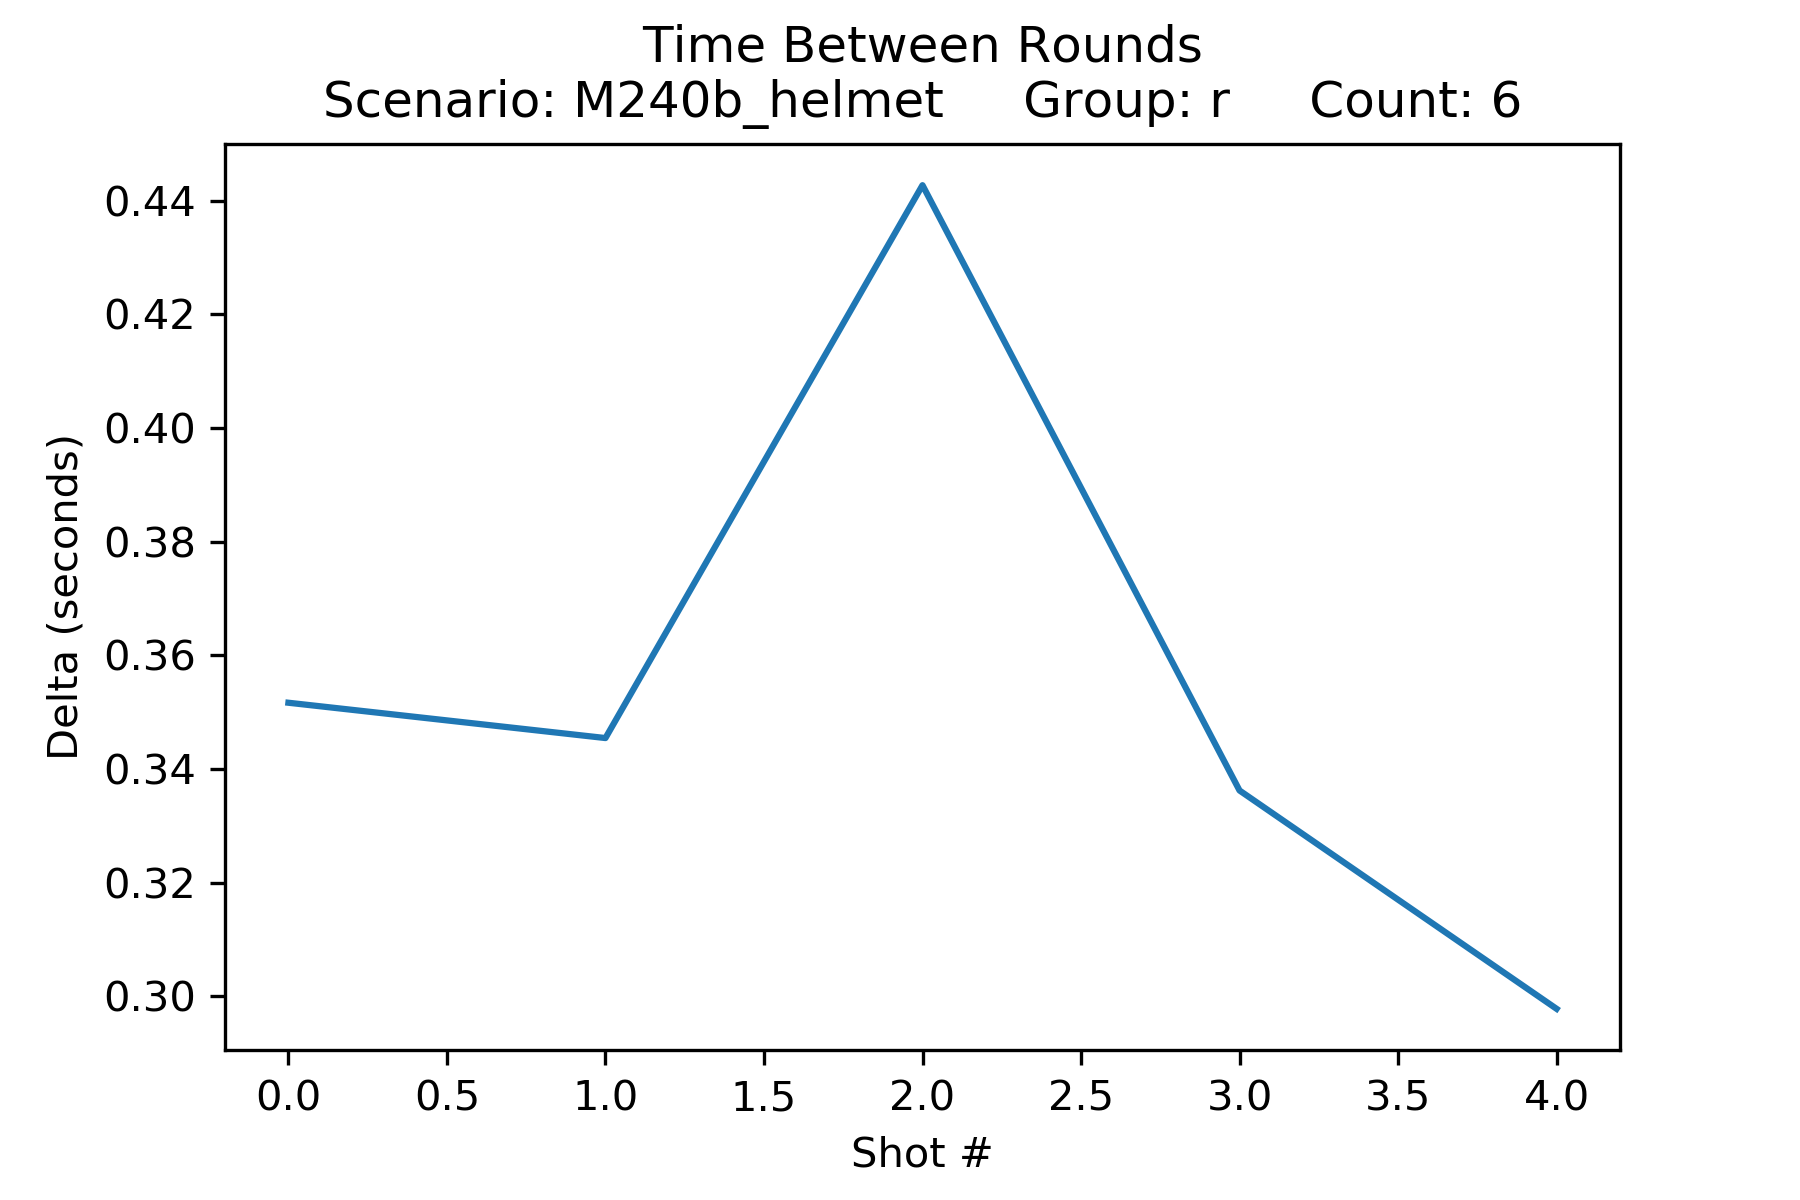 Time Between Rounds
Scenario: M240b_helmet Group: r Count: 6
Delta (seconds)
0.44
0.42
0.40
0.38
0.36
0.34
0.32
0.30
0.0 0.5 1.0 1.5 2.0 2.5 3.0 3.5 4.0
Shot #